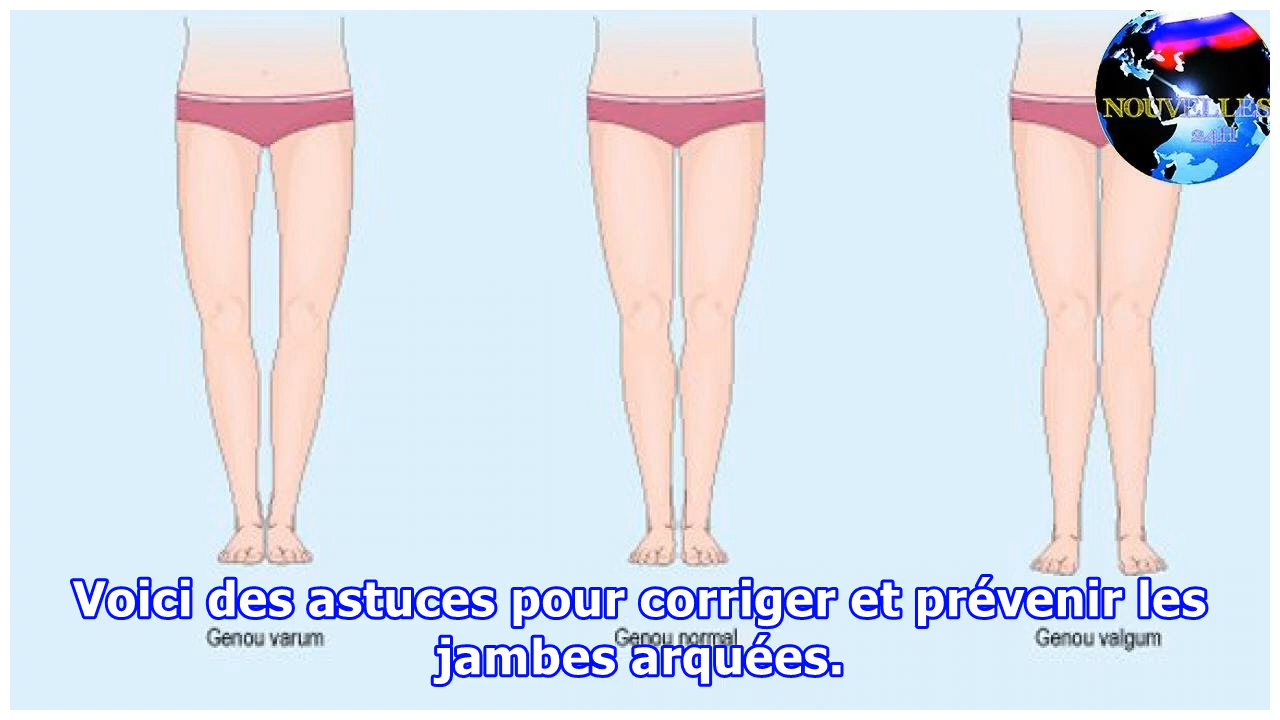 NOUVELLES
24H
Voici des astuces pour corriger et prévenir les
Genou varum Genou normal Genou valgum
jambes arquées.